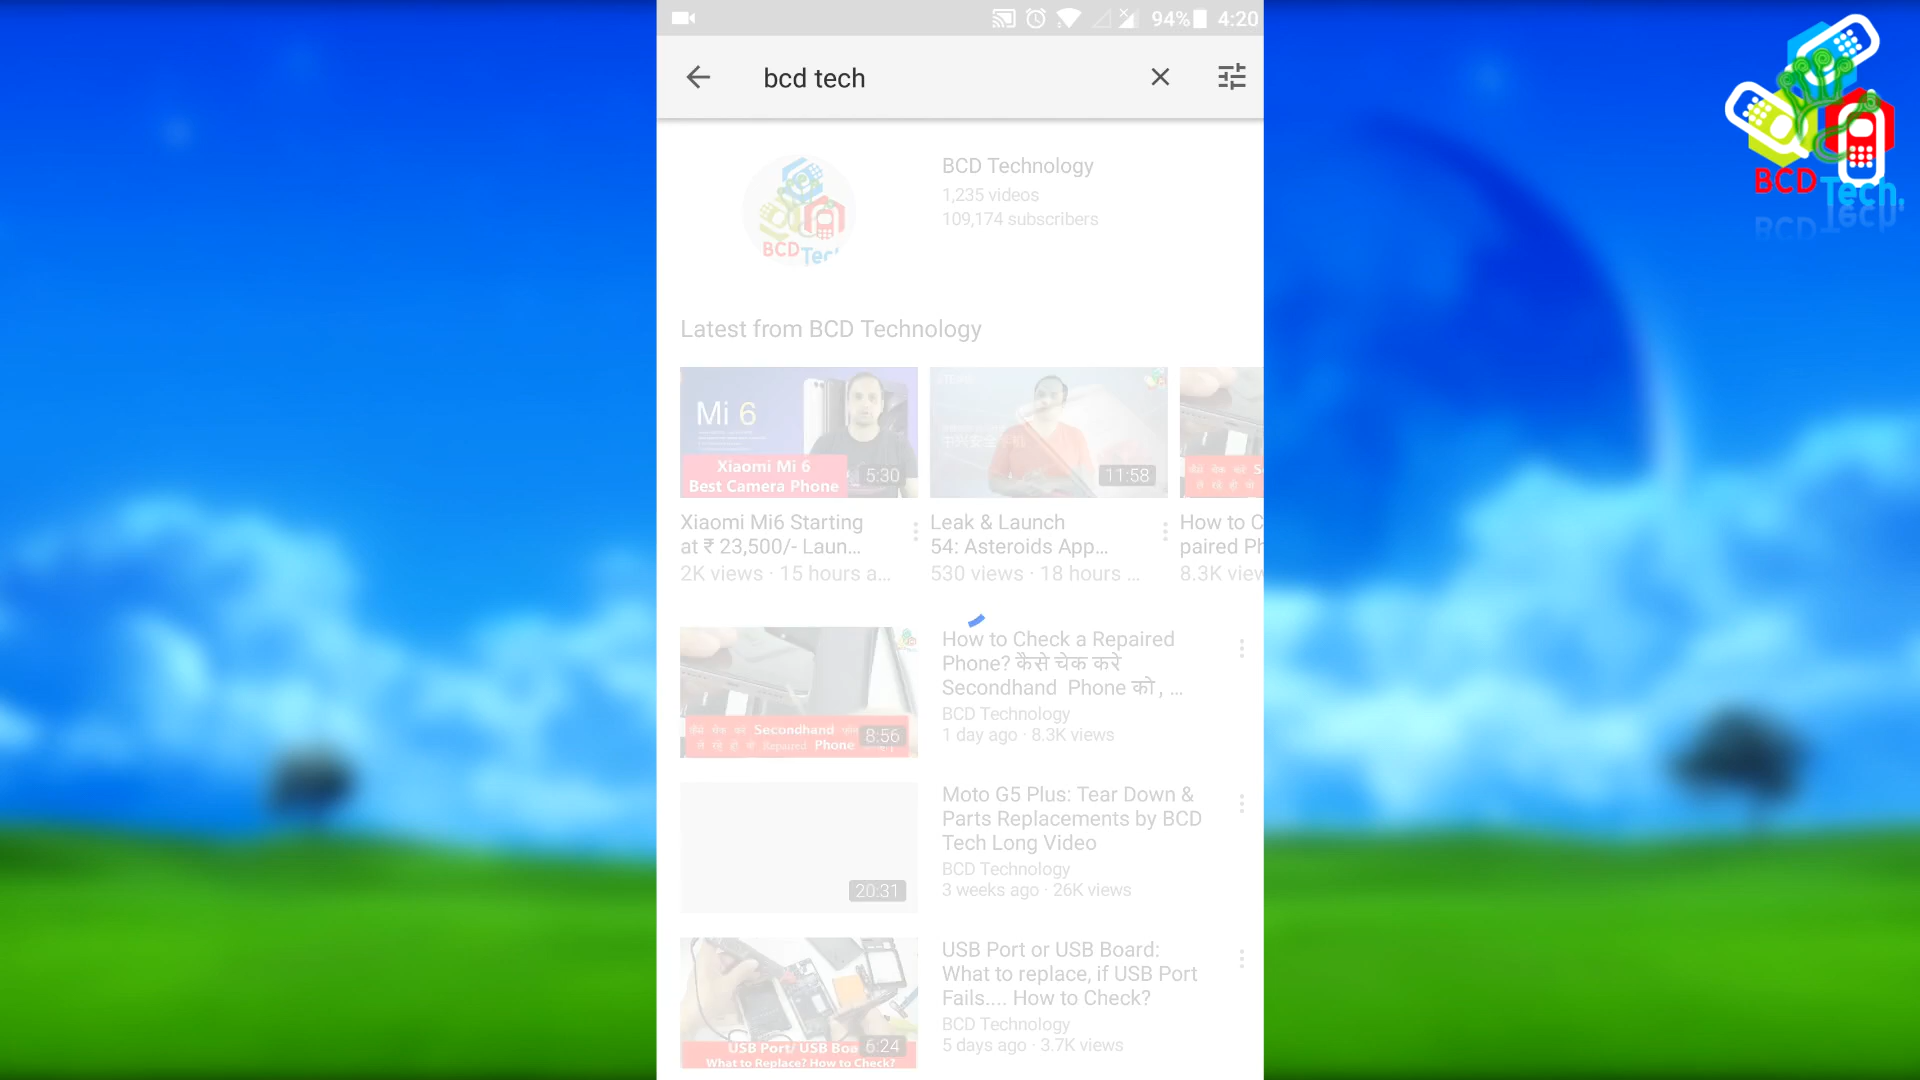 94% 4:20
bcd tech
BCD Tech.
BCD Technology
1,235 videos
109,174 subscribers
BCD Tech
Latest from BCD Technology
Mi 6
Xiaomi Mi 6
Best Camera Phone
5:30
11:58
Xiaomi Mi6 Starting
at ₹ 23,500/- Laun...
2K views · 15 hours a...
Leak & Launch
54: Asteroids App...
530 views · 18 hours ...
How to C
paired Ph
8.3K view
Secondhand
Repaired Phone
8:56
How to Check a Repaired
Phone? कैसे चेक करे
Secondhand Phone को , ...
BCD Technology
1 day ago · 8.3K views
20:31
Moto G5 Plus: Tear Down &
Parts Replacements by BCD
Tech Long Video
BCD Technology
3 weeks ago · 26K views
USB Port/ USB Boa
6:24
What to Replace? How to Check?
USB Port or USB Board:
What to replace, if USB Port
Fails.... How to Check?
BCD Technology
5 days ago · 3.7K views